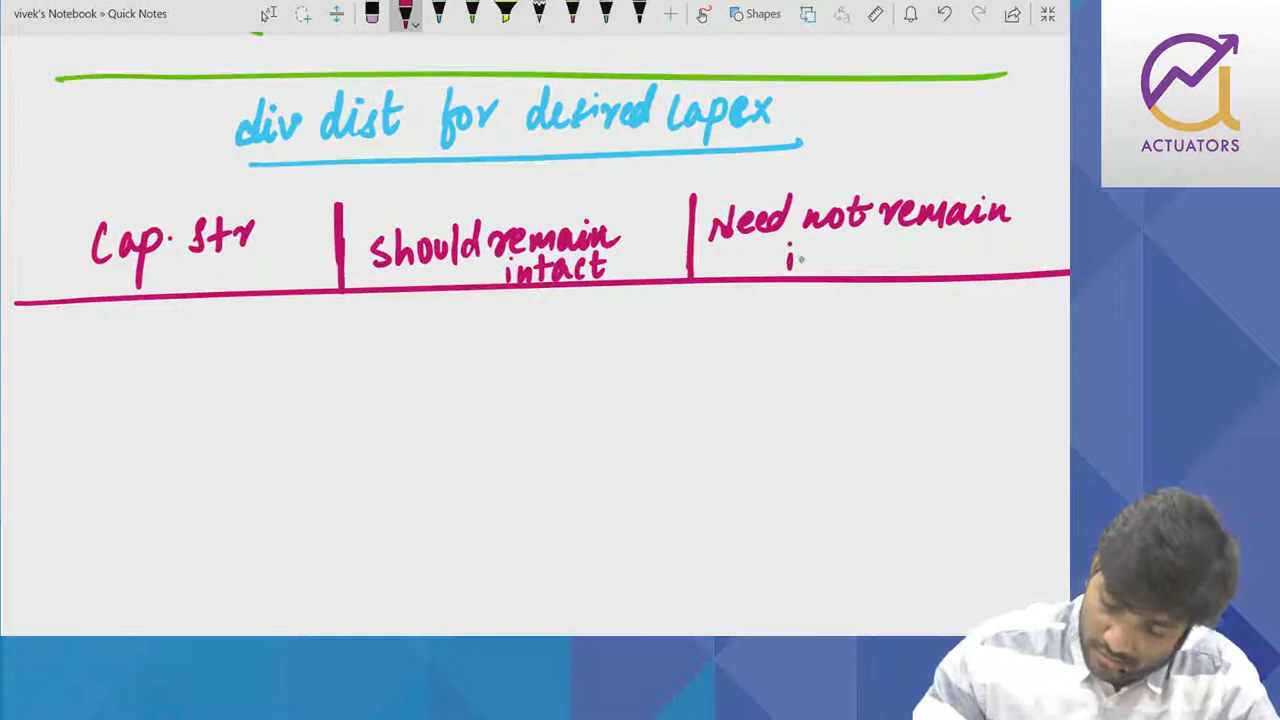 vivek's Notebook » Quick Notes
Shapes
ACTUATORS
div dist for desired Capex
Cap. Str
Should remain
intact
Need not remain
i